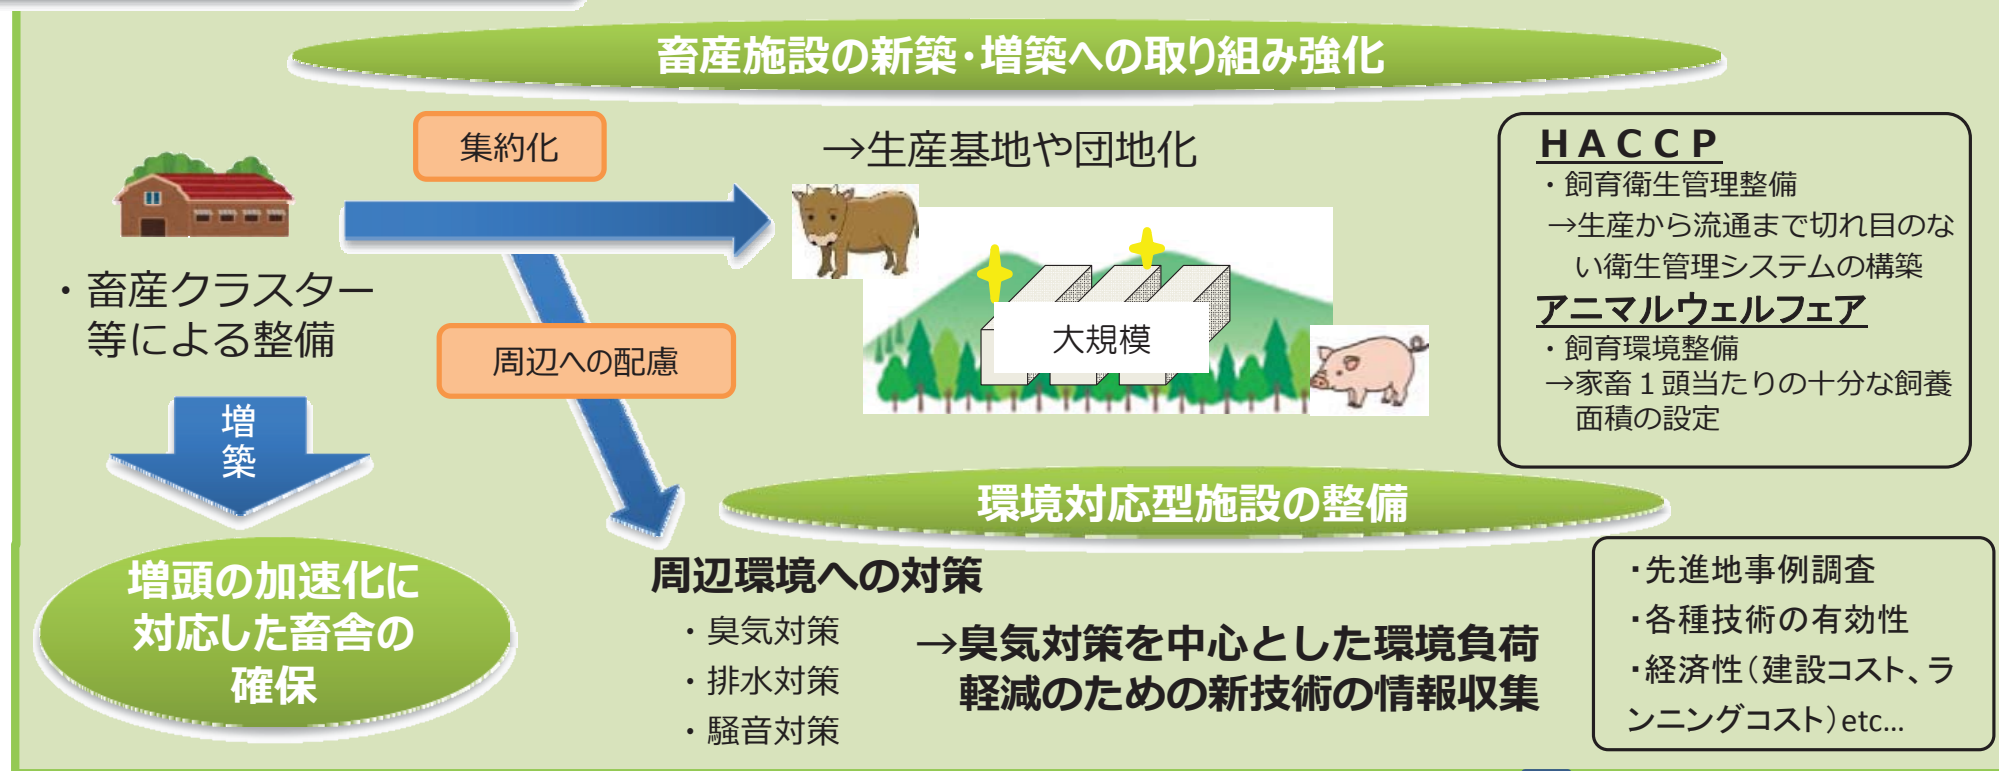 畜産施設の新築･増築への取り組み強化
集約化
→生産基地や団地化
・畜産クラスター
等による整備
周辺への配慮
大規模
ＨＡＣＣＰ
・飼育衛生管理整備
→生産から流通まで切れ目のな
い衛生管理システムの構築
アニマルウェルフェア
・飼育環境整備
→家畜１頭当たりの十分な飼養
面積の設定
増
築
増頭の加速化に
対応した畜舎の
確保
環境対応型施設の整備
周辺環境への対策
・臭気対策
・排水対策
・騒音対策
→臭気対策を中心とした環境負荷
軽減のための新技術の情報収集
・先進地事例調査
・各種技術の有効性
・経済性（建設コスト、ラ
ンニングコスト）etc…